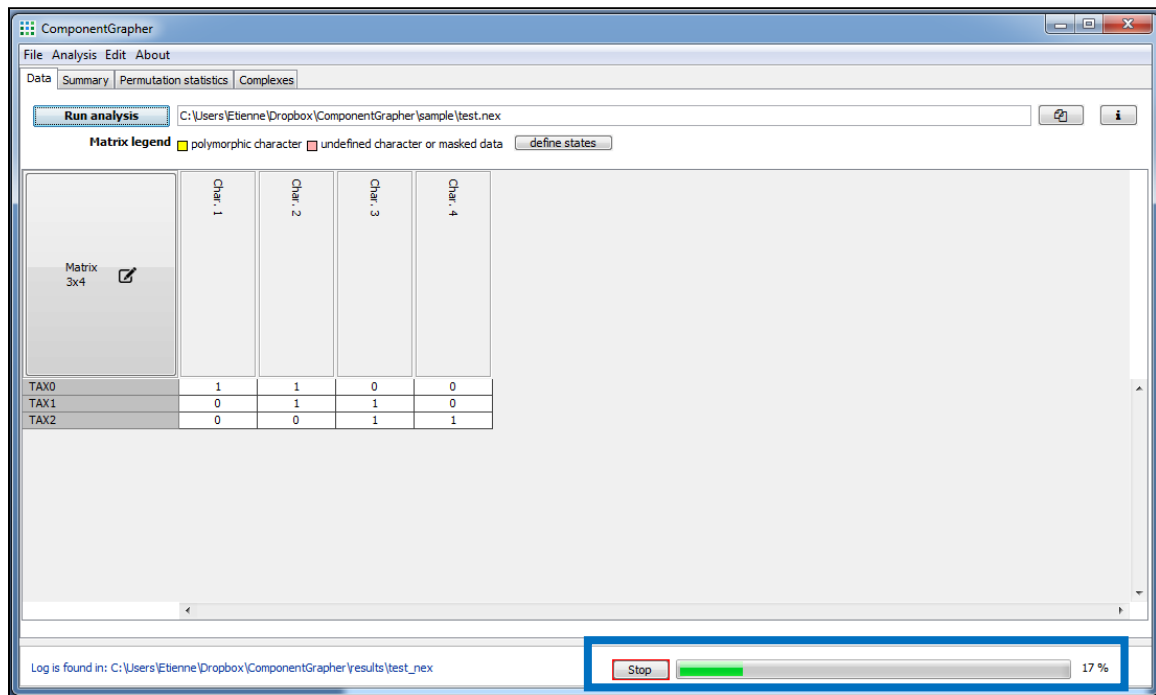 ComponentGrapher
File Analysis Edit About
Data Summary Permutation statistics Complexes
Run analysis C:\Users\Etienne\Dropbox\ComponentGrapher\sample\test.nex i
Matrix legend polymorphic character undefined character or masked data define states
Matrix
3x4
Char. 1 Char. 2 Char. 3 Char. 4
TAX0 1 1 0 0
TAX1 0 1 1 0
TAX2 0 0 1 1
Log is found in: C:\Users\Etienne\Dropbox\ComponentGrapher\results\test_nex Stop 17 %